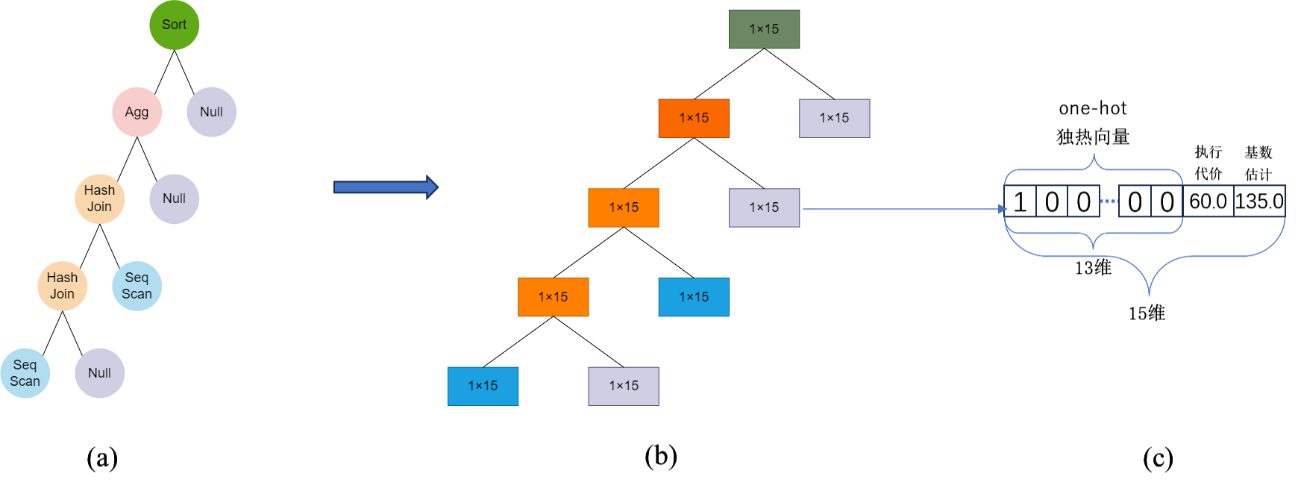 Sort
Agg
Null
Hash
Join
Null
Hash
Join
Seq
Scan
Seq
Scan
Null
(a)
1×15
1×15
1×15
1×15
1×15
1×15
1×15
1×15
1×15
(b)
one-hot
独热向量
执行
代价
基数
估计
1 0 0 ... 0 0 60.0 135.0
13维
15维
(c)